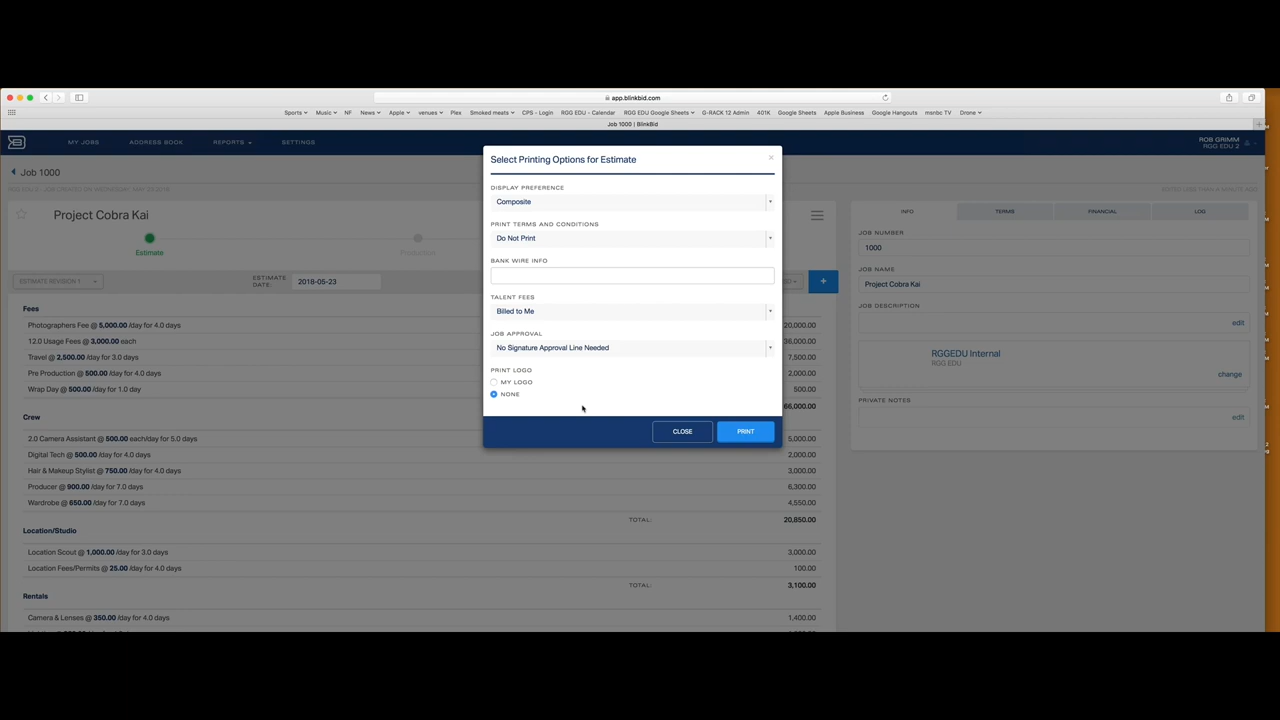 app.blinkbid.com
Sports Music NF News Plex Apple venues Smoked meats CPS - Login RGG EDU - Calendar RGG EDU Google Sheets G-RACK 12 Admin 401K Google Sheets Apple Business Google Hangouts msnbc TV Drone
Job 1000 | BlinkBid
MY JOBS ADDRESS BOOK REPORTS SETTINGS
ROB GRIMM
RGG EDU 2
Job 1000
Project Cobra Kai
Estimate
Production
ESTIMATE REVISION 1
ESTIMATE DATE: 2018-05-23
+
Fees
Photographers Fee @ 5,000.00 /day for 4.0 days 20,000.00
12.0 Usage Fees @ 3,000.00 each 36,000.00
Travel @ 2,500.00 /day for 3.0 days 7,500.00
Pre Production @ 500.00 /day for 4.0 days 2,000.00
Wrap Day @ 500.00 /day for 1.0 day 500.00
66,000.00
Crew
2.0 Camera Assistant @ 500.00 each/day for 5.0 days 5,000.00
Digital Tech @ 500.00 /day for 4.0 days 2,000.00
Hair & Makeup Stylist @ 750.00 /day for 4.0 days 3,000.00
Producer @ 900.00 /day for 7.0 days 6,300.00
Wardrobe @ 650.00 /day for 7.0 days 4,550.00
TOTAL: 20,850.00
Location/Studio
Location Scout @ 1,000.00 /day for 3.0 days 3,000.00
Location Fees/Permits @ 25.00 /day for 4.0 days 100.00
TOTAL: 3,100.00
Rentals
Camera & Lenses @ 350.00 /day for 4.0 days 1,400.00
Select Printing Options for Estimate
×
DISPLAY PREFERENCE
Composite
PRINT TERMS AND CONDITIONS
Do Not Print
BANK WIRE INFO
TALENT FEES
Billed to Me
JOB APPROVAL
No Signature Approval Line Needed
PRINT LOGO
MY LOGO
NONE
CLOSE PRINT
INFO TERMS FINANCIAL LOG
JOB NUMBER
1000
JOB NAME
Project Cobra Kai
JOB DESCRIPTION
edit
RGGEDU Internal
RGG EDU
change
PRIVATE NOTES
edit